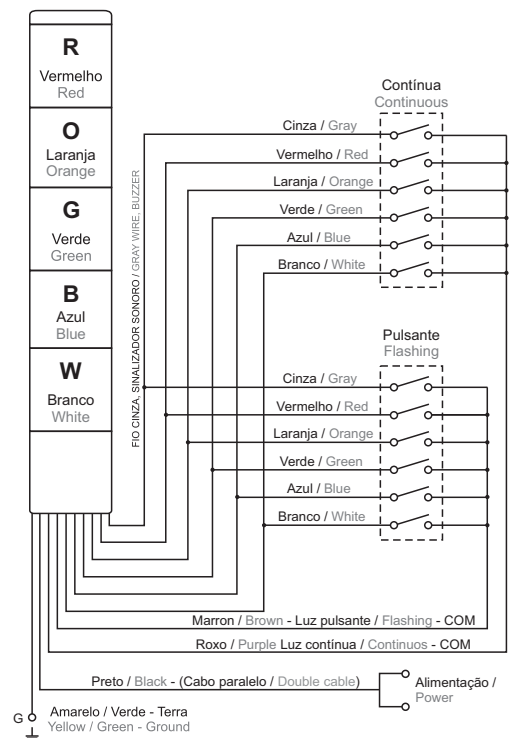 R
Vermelho
Red
O
Laranja
Orange
G
Verde
Green
B
Azul
Blue
W
Branco
White
FIO CINZA, SINALIZADOR SONORO / GRAY WIRE, BUZZER
Contínua
Continuous
Cinza / Gray
Vermelho / Red
Laranja / Orange
Verde / Green
Azul / Blue
Branco / White
Pulsante
Flashing
Cinza / Gray
Vermelho / Red
Laranja / Orange
Verde / Green
Azul / Blue
Branco / White
Marron / Brown - Luz pulsante / Flashing - COM
Roxo / Purple Luz contínua / Continuos - COM
Preto / Black - (Cabo paralelo / Double cable)
Alimentação /
Power
G
Amarelo / Verde - Terra
Yellow / Green - Ground